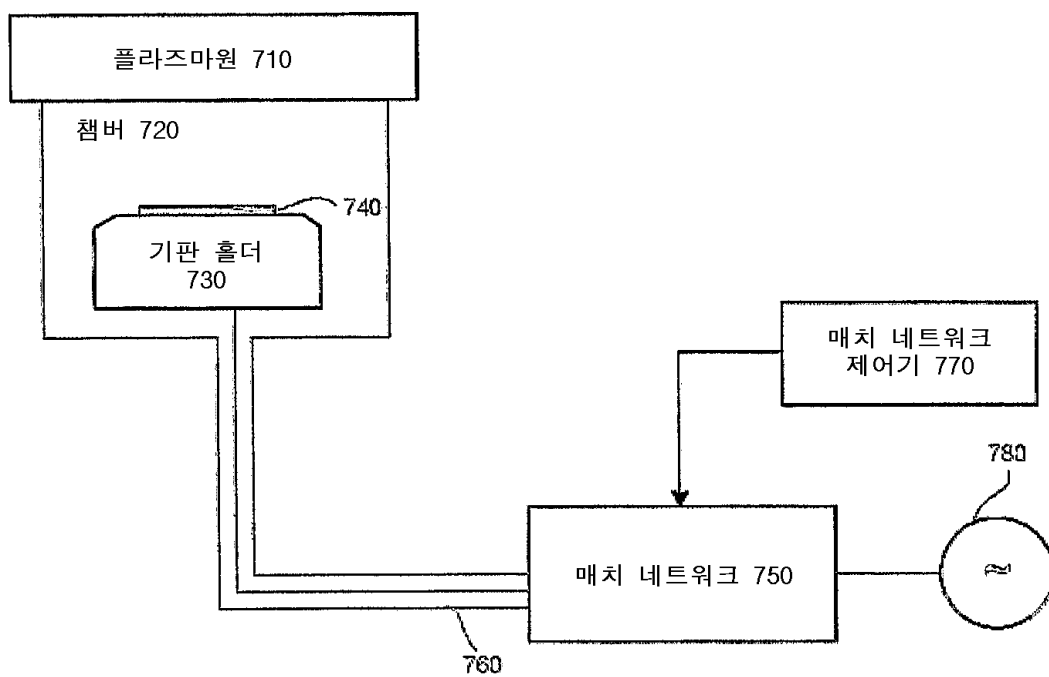 플라즈마원 710
챔버 720
740
기판 홀더
730
매치 네트워크
제어기 770
780
매치 네트워크 750
760